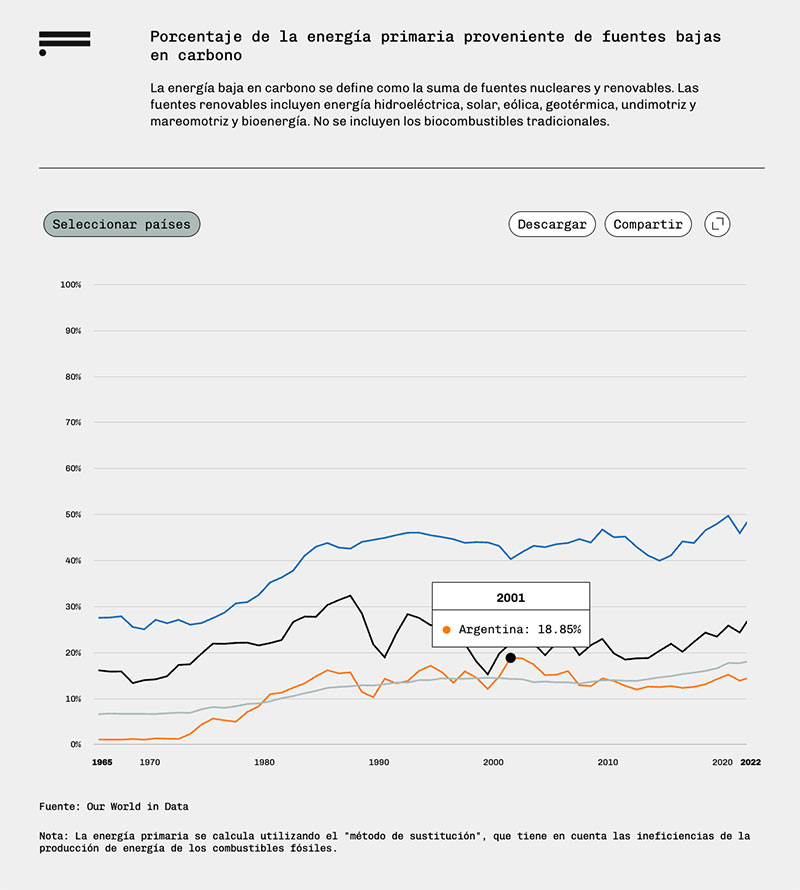 Porcentaje de la energía primaria proveniente de fuentes bajas
en carbono
La energía baja en carbono se define como la suma de fuentes nucleares y renovables. Las
fuentes renovables incluyen energía hidroeléctrica, solar, eólica, geotérmica, undimotriz y
mareomotriz y bioenergía. No se incluyen los biocombustibles tradicionales.
Seleccionar países
Descargar
Compartir
100%
90%
80%
70%
60%
50%
40%
30%
20%
10%
0%
2001
Argentina: 18.85%
1965 1970 1980 1990 2000 2010 2020 2022
Fuente: Our World in Data
Nota: La energía primaria se calcula utilizando el "método de sustitución", que tiene en cuenta las ineficiencias de la
producción de energía de los combustibles fósiles.